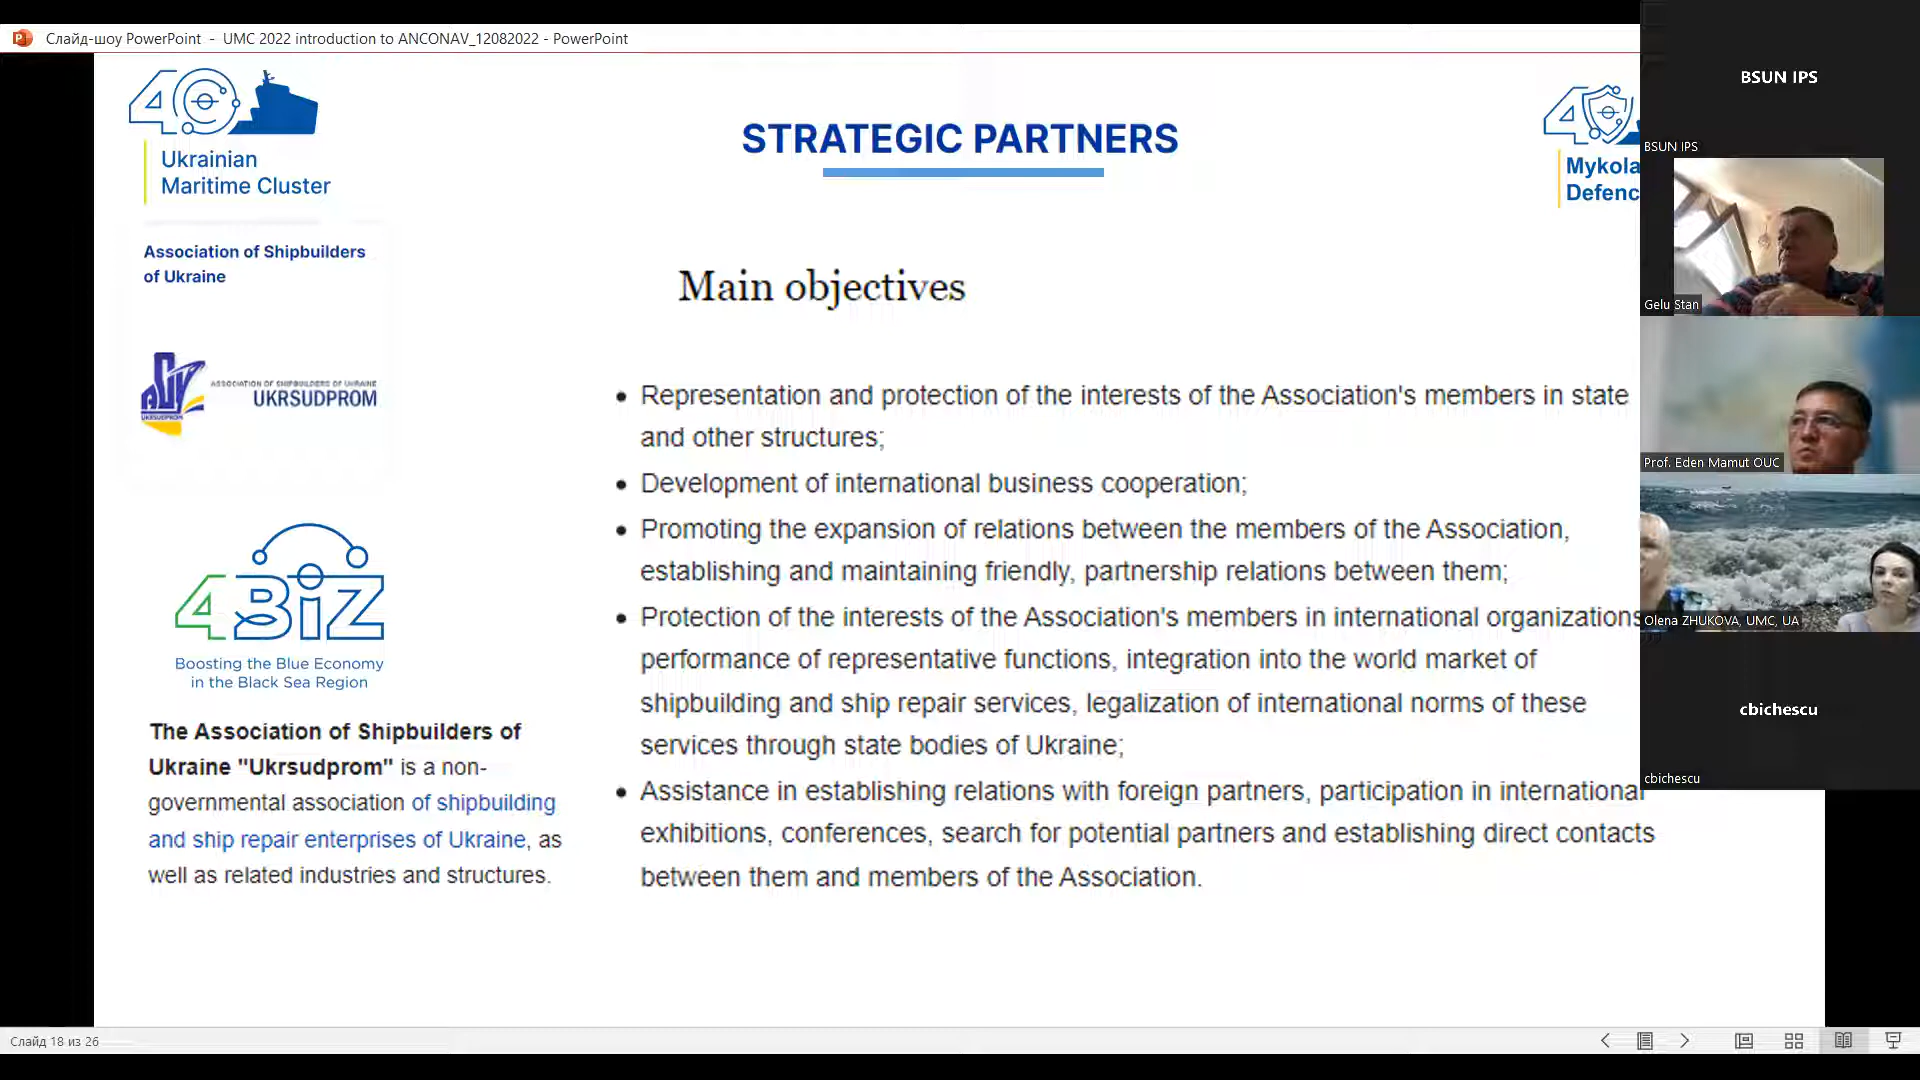 Слайд-шоу PowerPoint - UMC 2022 introduction to ANCONAV_12082022 - PowerPoint
Ukrainian
Maritime Cluster
STRATEGIC PARTNERS
Mykola
Defenc
Association of Shipbuilders
of Ukraine
ASSOCIATION OF SHIPBUILDERS OF UKRAINE
UKRSUDPROM
4BIZ
Boosting the Blue Economy
in the Black Sea Region
The Association of Shipbuilders of
Ukraine "Ukrsudprom" is a non-
governmental association of shipbuilding
and ship repair enterprises of Ukraine, as
well as related industries and structures.
Main objectives
• Representation and protection of the interests of the Association's members in state
and other structures;
• Development of international business cooperation;
• Promoting the expansion of relations between the members of the Association,
establishing and maintaining friendly, partnership relations between them;
• Protection of the interests of the Association's members in international organizations
performance of representative functions, integration into the world market of
shipbuilding and ship repair services, legalization of international norms of these
services through state bodies of Ukraine;
• Assistance in establishing relations with foreign partners, participation in international
exhibitions, conferences, search for potential partners and establishing direct contacts
between them and members of the Association.
BSUN IPS
BSUN IPS
Gelu Stan
Prof. Eden Mamut OUC
Olena ZHUKOVA, UMC, UA
cbichescu
cbichescu
Слайд 18 из 26